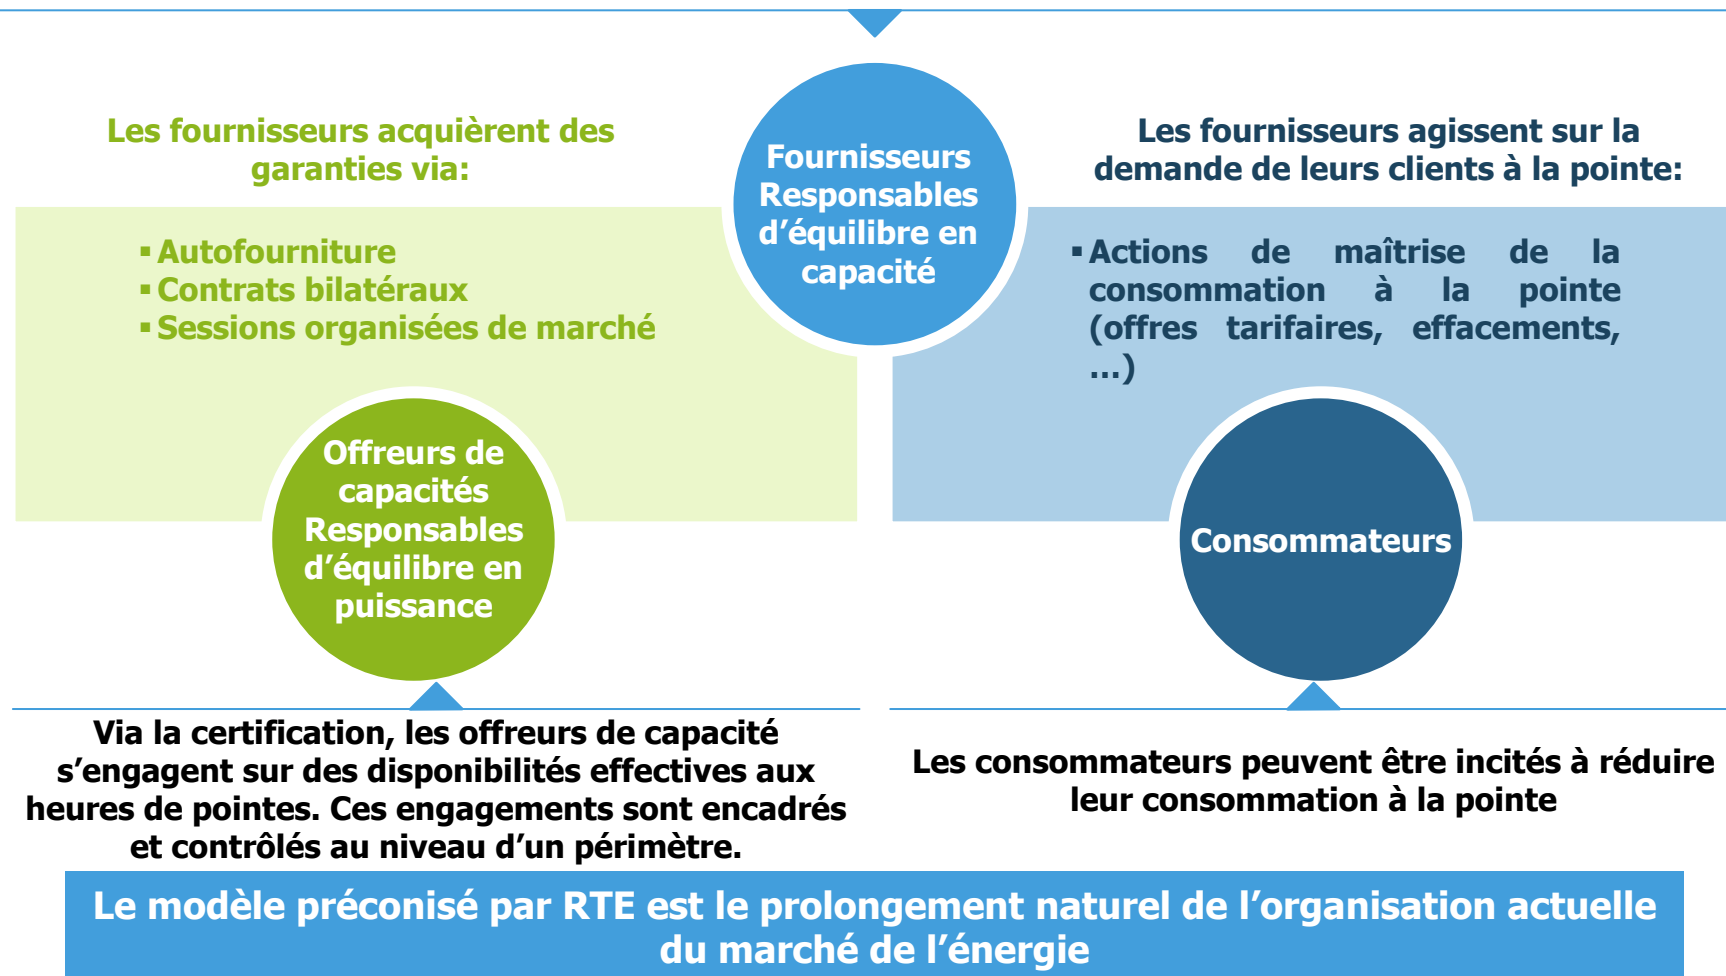 Les fournisseurs acquièrent des
garanties via:
▪ Autofourniture
▪ Contrats bilatéraux
▪ Sessions organisées de marché
Fournisseurs
Responsables
d’équilibre en
capacité
Les fournisseurs agissent sur la
demande de leurs clients à la pointe:
▪ Actions de maîtrise de la
consommation à la pointe
(offres tarifaires, effacements,
…)
Offreurs de
capacités
Responsables
d’équilibre en
puissance
Consommateurs
Via la certification, les offreurs de capacité
s’engagent sur des disponibilités effectives aux
heures de pointes. Ces engagements sont encadrés
et contrôlés au niveau d’un périmètre.
Les consommateurs peuvent être incités à réduire
leur consommation à la pointe
Le modèle préconisé par RTE est le prolongement naturel de l’organisation actuelle
du marché de l’énergie